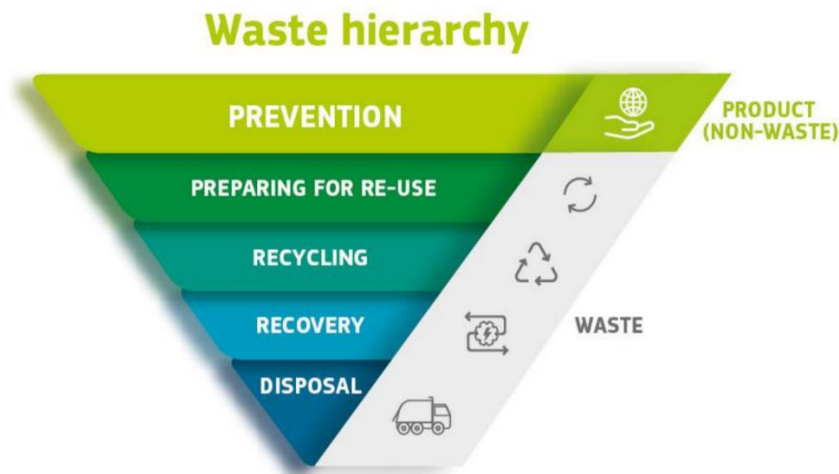 Waste hierarchy
PREVENTION
PRODUCT
(NON-WASTE)
PREPARING FOR RE-USE
RECYCLING
RECOVERY
WASTE
DISPOSAL